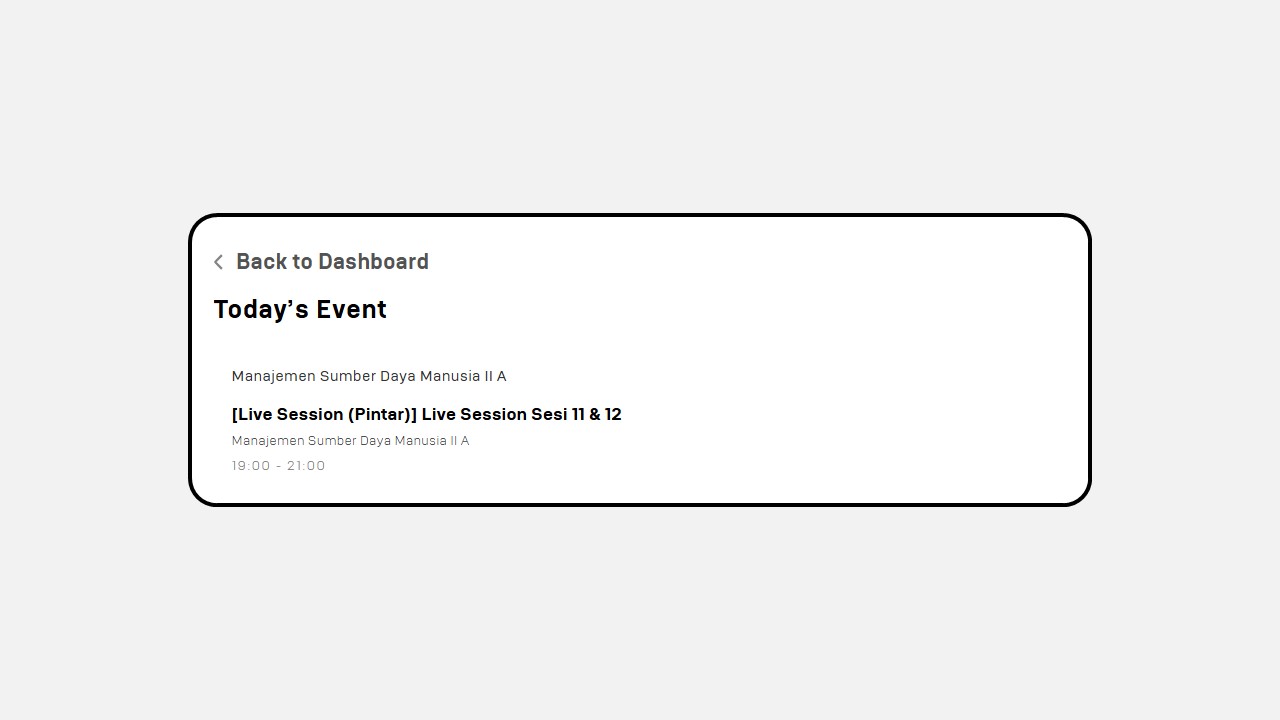 Back to Dashboard
Today’s Event
Manajemen Sumber Daya Manusia II A
[Live Session (Pintar)] Live Session Sesi 11 & 12
Manajemen Sumber Daya Manusia II A
19:00 - 21:00